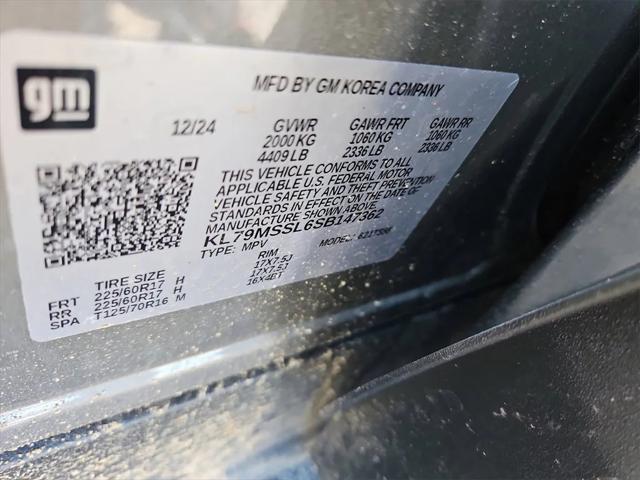 gm
MFD BY GM KOREA COMPANY
12/24 GVWR GAWR FRT GAWR RR
2000 KG 1060 KG 1060 KG
4409 LB 2336 LB 2336 LB
THIS VEHICLE CONFORMS TO ALL
APPLICABLE U.S. FEDERAL MOTOR
VEHICLE SAFETY AND THEFT PREVENTION
STANDARDS IN EFFECT ON THE DATE OF
MANUFACTURE SHOWN ABOVE.
KL79MSSL6SB147362
TYPE: MPV MODEL:
TIRE SIZE RIM
FRT 225/60R17 H 17X7.5J
RR 225/60R17 H 17X7.5J
SPA T125/70R16 M 16X4BT